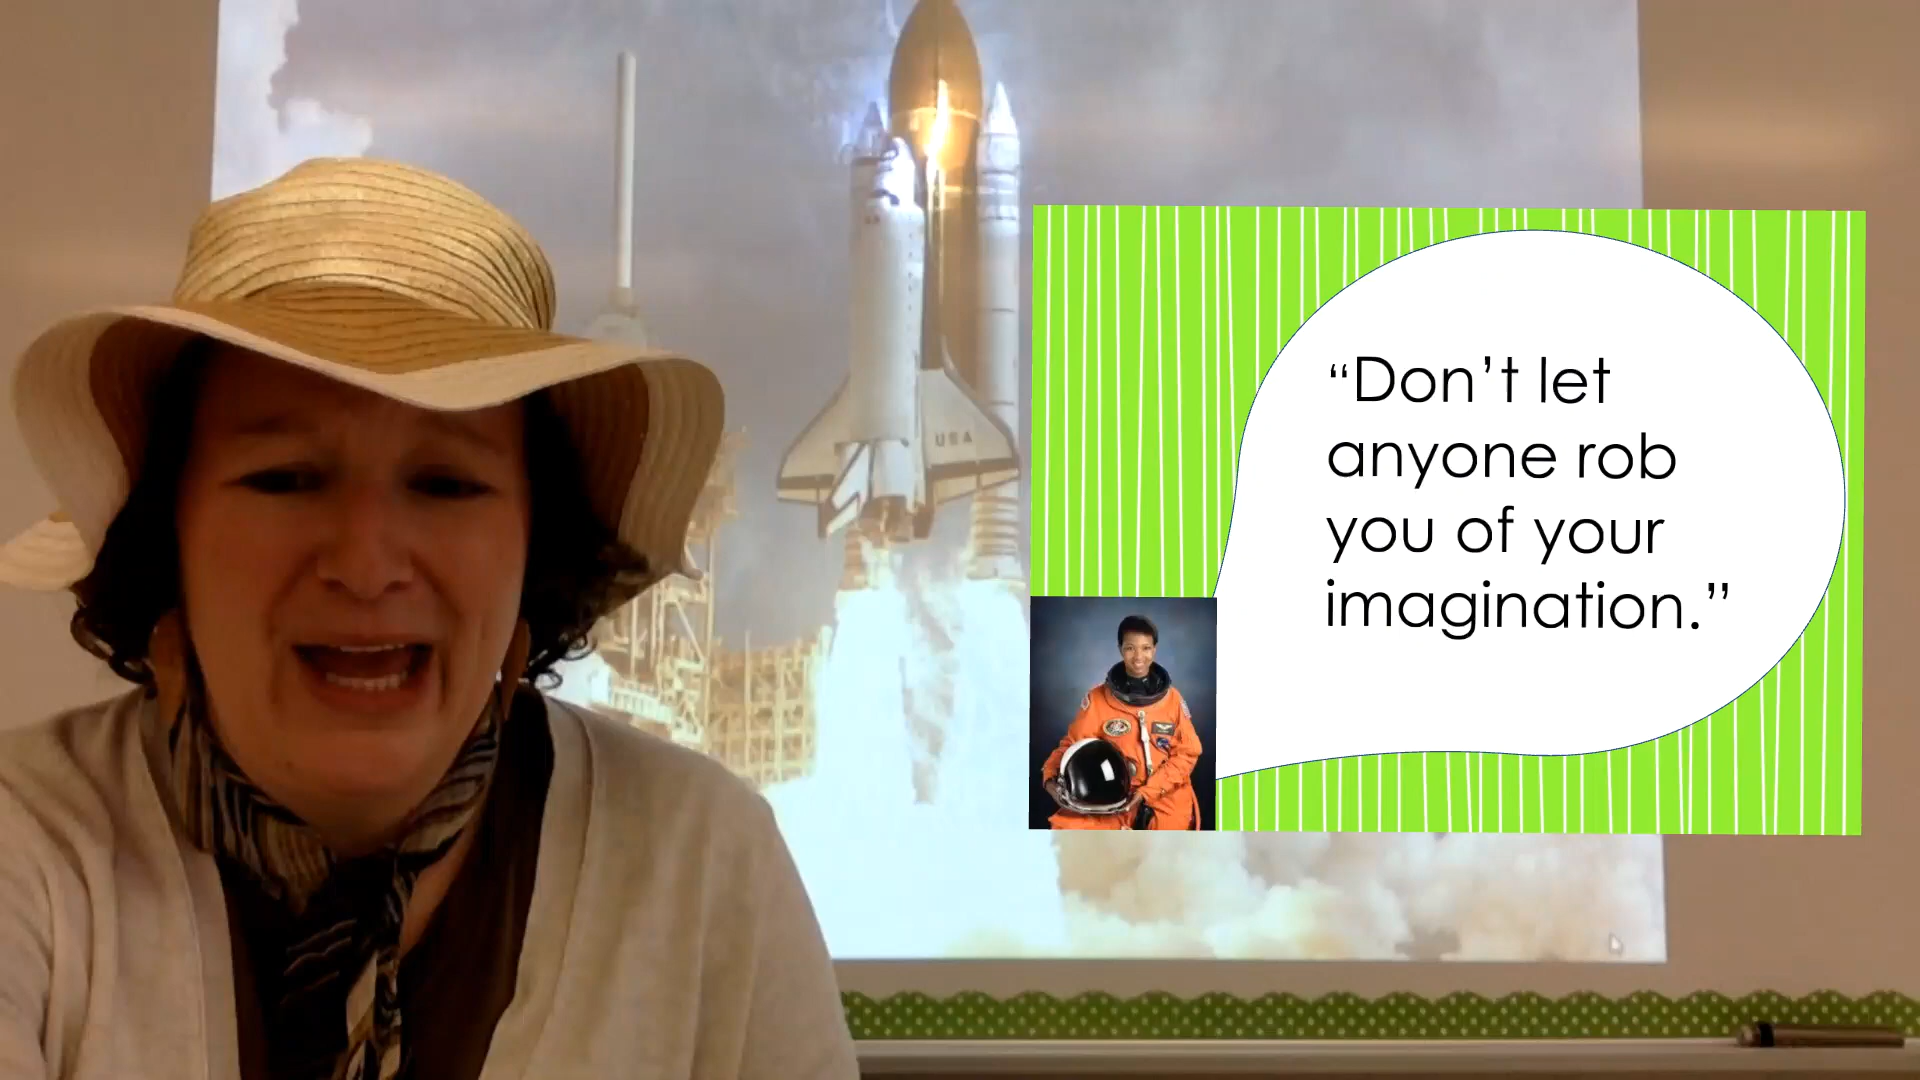 USA
“Don’t let
anyone rob
you of your
imagination.”